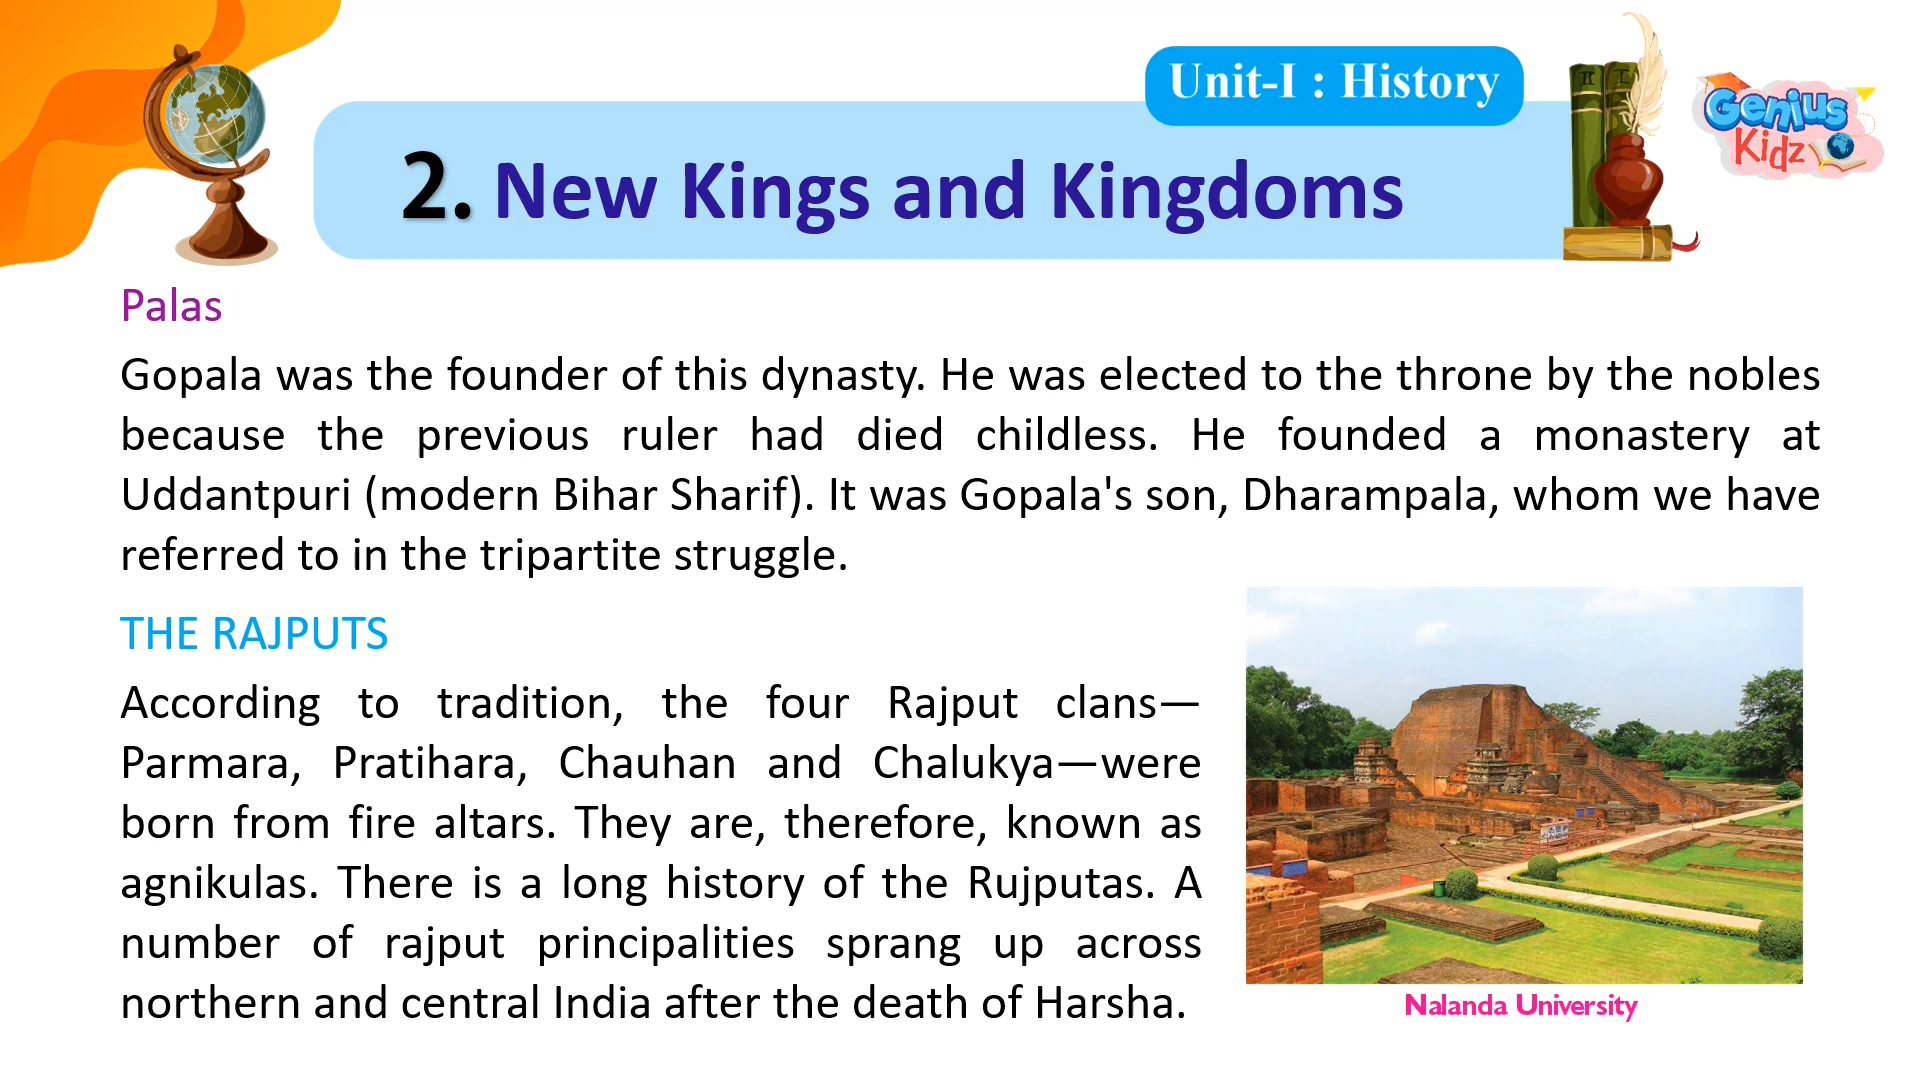 Unit-I : History
Genius
Kidz
2. New Kings and Kingdoms
Palas
Gopala was the founder of this dynasty. He was elected to the throne by the nobles
because the previous ruler had died childless. He founded a monastery at
Uddantpuri (modern Bihar Sharif). It was Gopala's son, Dharampala, whom we have
referred to in the tripartite struggle.
THE RAJPUTS
According to tradition, the four Rajput clans—
Parmara, Pratihara, Chauhan and Chalukya—were
born from fire altars. They are, therefore, known as
agnikulas. There is a long history of the Rujputas. A
number of rajput principalities sprang up across
northern and central India after the death of Harsha.
Nalanda University